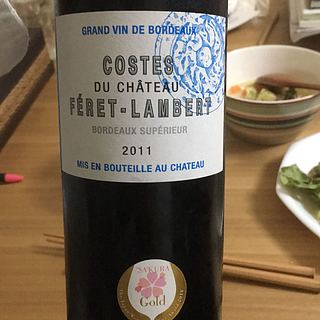 GRAND VIN DE BORDEAUX
COSTES
DU CHÂTEAU
FÉRET-LAMBERT
BORDEAUX SUPÉRIEUR
2011
MIS EN BOUTEILLE AU CHATEAU
SAKURA
Gold